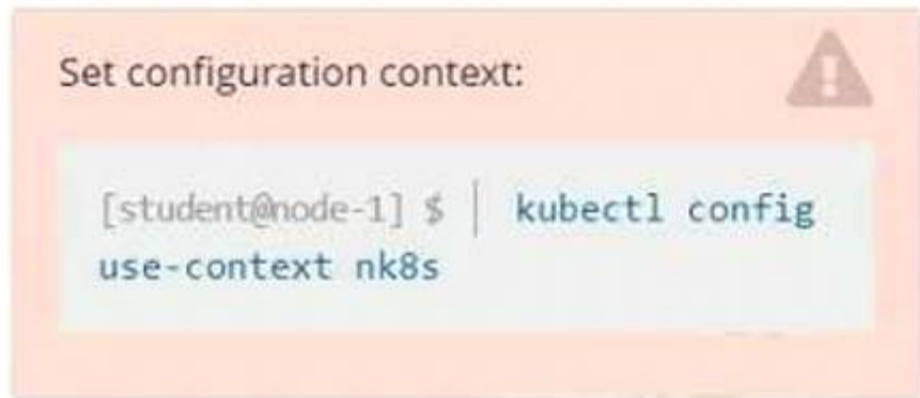 Set configuration context:
[student@node-1] $ | kubectl config
use-context nk8s